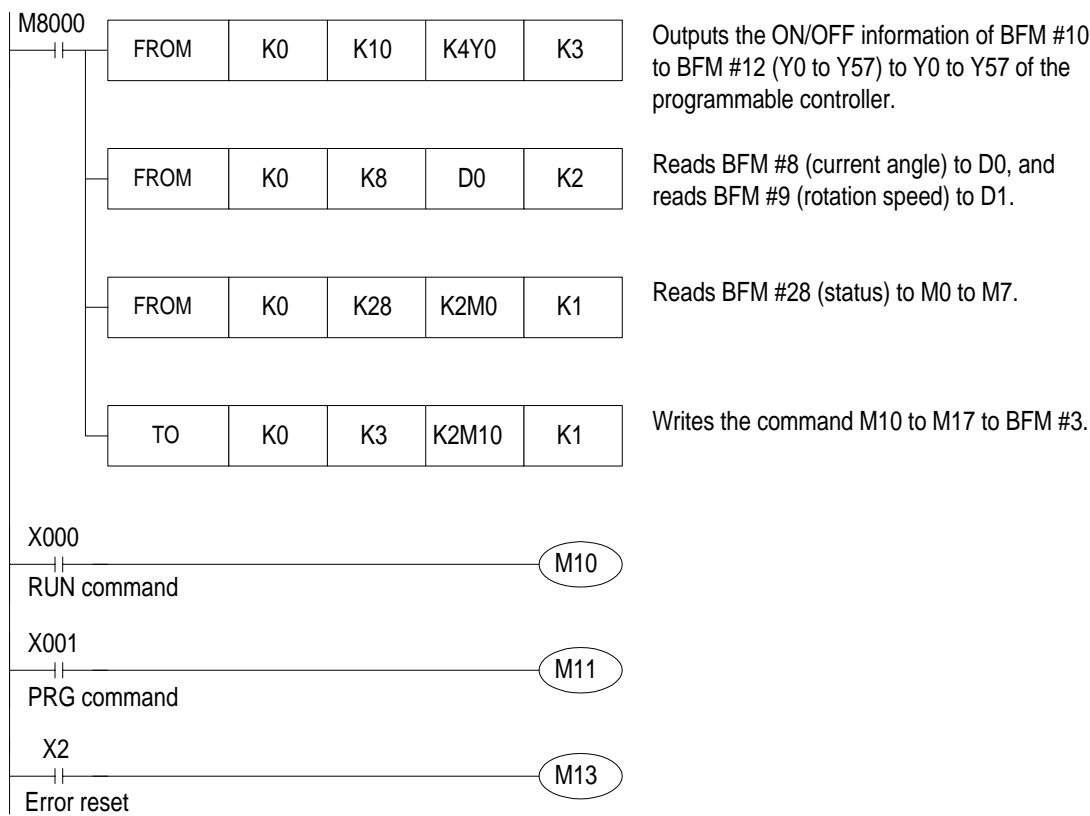 M8000
FROM K0 K10 K4Y0 K3
Outputs the ON/OFF information of BFM #10
to BFM #12 (Y0 to Y57) to Y0 to Y57 of the
programmable controller.
FROM K0 K8 D0 K2
Reads BFM #8 (current angle) to D0, and
reads BFM #9 (rotation speed) to D1.
FROM K0 K28 K2M0 K1
Reads BFM #28 (status) to M0 to M7.
TO K0 K3 K2M10 K1
Writes the command M10 to M17 to BFM #3.
X000
M10
RUN command
X001
M11
PRG command
X2
M13
Error reset